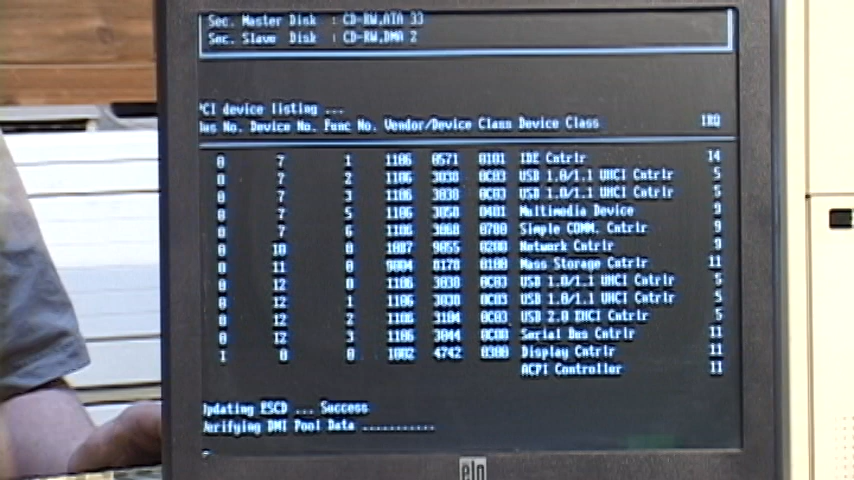 Sec. Master Disk : CD-RW,ATA 33
Sec. Slave Disk : CD-RW,DMA 2
PCI device listing ...
Bus No. Device No. Func No. Vendor/Device Class Device Class IRQ
0 7 1 1106 0571 0101 IDE Cntrlr 14
0 7 2 1106 3038 0C03 USB 1.0/1.1 UHCI Cntrlr 5
0 7 3 1106 3038 0C03 USB 1.0/1.1 UHCI Cntrlr 5
0 7 5 1106 3058 0401 Multimedia Device 9
0 7 6 1106 3068 0780 Simple COMM. Cntrlr 9
0 10 0 1087 9055 0200 Network Cntrlr 9
0 11 0 9004 8178 0100 Mass Storage Cntrlr 11
0 12 0 1106 3038 0C03 USB 1.0/1.1 UHCI Cntrlr 5
0 12 1 1106 3038 0C03 USB 1.0/1.1 UHCI Cntrlr 5
0 12 2 1106 3104 0C03 USB 2.0 EHCI Cntrlr 5
0 12 3 1106 3044 0C00 Serial Bus Cntrlr 11
1 0 0 1002 4742 0300 Display Cntrlr 11
ACPI Controller 11
Updating ESCD ... Success
Verifying DMI Pool Data ...........
elo